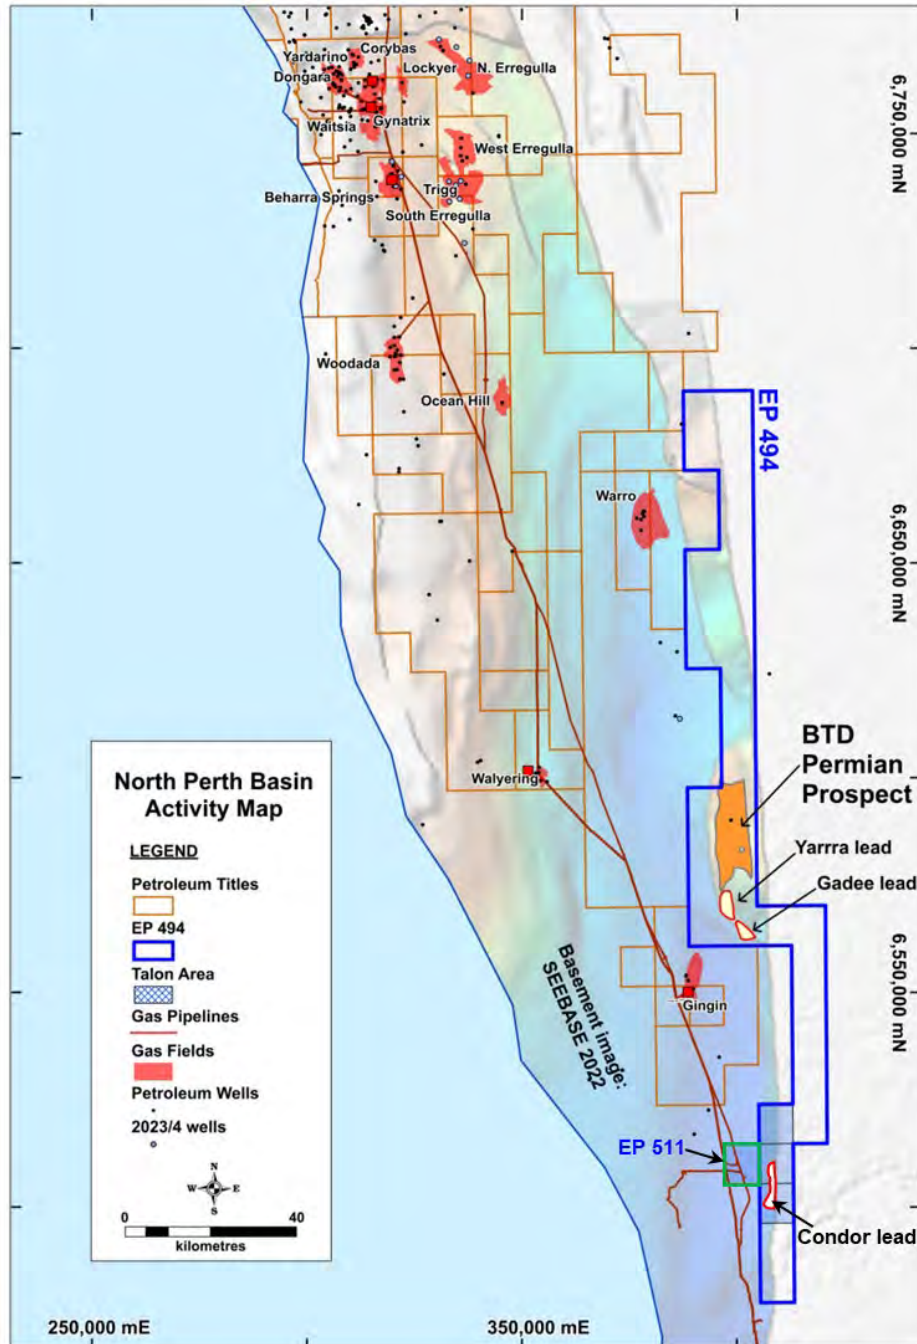 Corybas
Yardarino
Dongara
Lockyer
N. Erregulla
Waitsia
Gynatrix
West Erregulla
Beharra Springs
Trigg
South Erregulla
6,750,000 mN
Woodada
Ocean Hill
EP 494
Warro
6,650,000 mN
Walyering
BTD
Permian
Prospect
Yarrra lead
Gadee lead
Basement image:
SEEBASE 2022
Gingin
6,550,000 mN
EP 511
Condor lead
North Perth Basin
Activity Map
LEGEND
Petroleum Titles
EP 494
Talon Area
Gas Pipelines
Gas Fields
Petroleum Wells
2023/4 wells
N
W E
S
0 40
kilometres
250,000 mE
350,000 mE